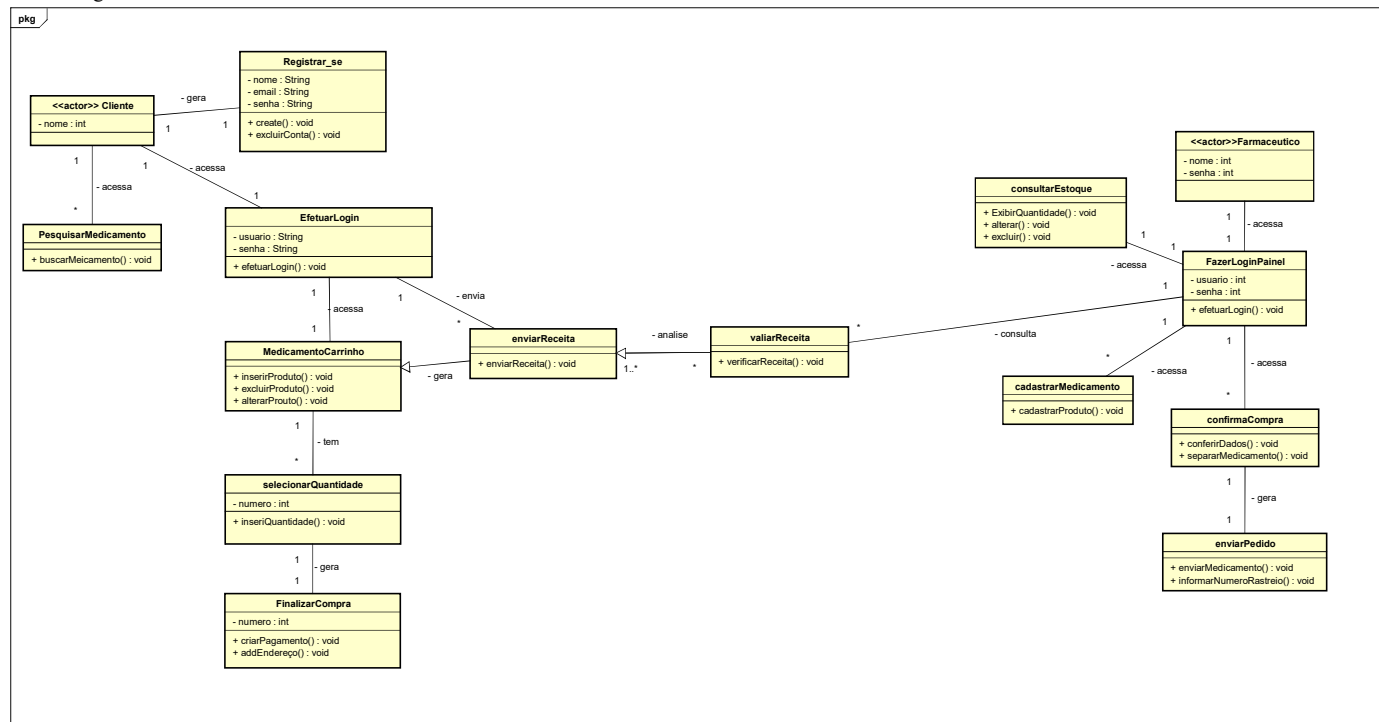 pkg
Registrar_se
- nome : String
- email : String
- senha : String
+ create() : void
+ excluirConta() : void
- gera
1
1
<<actor>> Cliente
- nome : int
1
1
- acessa
- acessa
*
1
PesquisarMedicamento
+ buscarMeicamento() : void
EfetuarLogin
- usuario : String
- senha : String
+ efetuarLogin() : void
1
1
- acessa
- envia
1
*
MedicamentoCarrinho
+ inserirProduto() : void
+ excluirProduto() : void
+ alterarProuto() : void
- gera
enviarReceita
+ enviarReceita() : void
- analise
1..*
*
valiarReceita
+ verificarReceita() : void
*
- consulta
1
1
- tem
*
selecionarQuantidade
- numero : int
+ inseriQuantidade() : void
1
- gera
1
FinalizarCompra
- numero : int
+ criarPagamento() : void
+ addEndereço() : void
<<actor>>Farmaceutico
- nome : int
- senha : int
1
- acessa
1
consultarEstoque
+ ExibirQuantidade() : void
+ alterar() : void
+ excluir() : void
1
1
- acessa
FazerLoginPainel
- usuario : int
- senha : int
+ efetuarLogin() : void
1
*
- acessa
cadastrarMedicamento
+ cadastrarProduto() : void
1
- acessa
*
confirmaCompra
+ conferirDados() : void
+ separarMedicamento() : void
1
- gera
1
enviarPedido
+ enviarMedicamento() : void
+ informarNumeroRastreio() : void